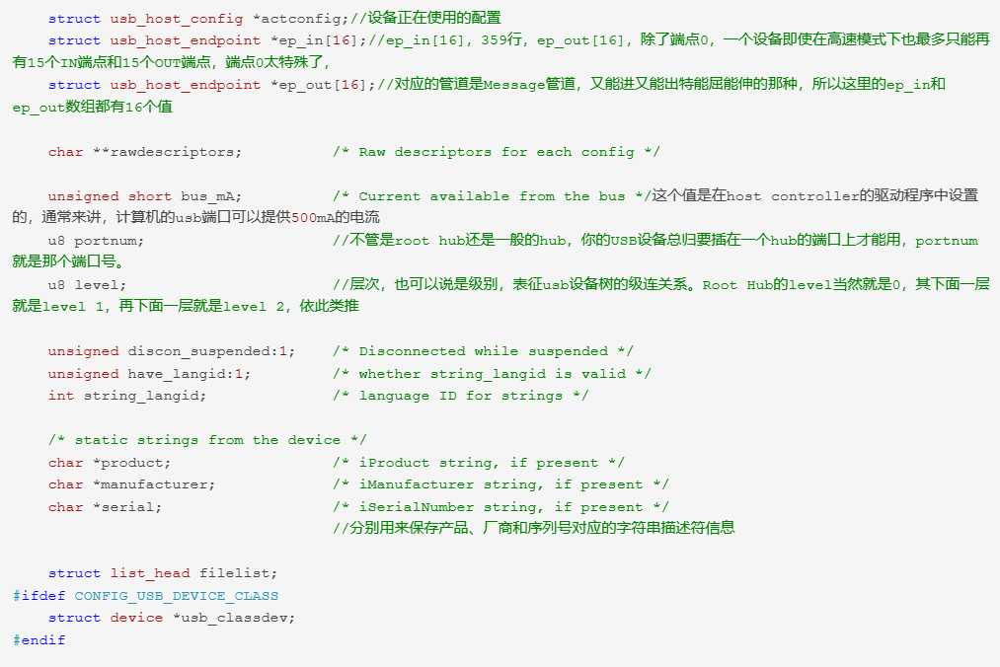 struct usb_host_config *actconfig;//设备正在使用的配置
struct usb_host_endpoint *ep_in[16];//ep_in[16]，359行，ep_out[16]，除了端点0，一个设备即使在高速模式下也最多只能再
有15个IN端点和15个OUT端点，端点0太特殊了，
struct usb_host_endpoint *ep_out[16];//对应的管道是Message管道，又能进又能出特能屈能伸的那种，所以这里的ep_in和
ep_out数组都有16个值
char **rawdescriptors; /* Raw descriptors for each config */
unsigned short bus_mA; /* Current available from the bus */这个值是在host controller的驱动程序中设置
的，通常来讲，计算机的usb端口可以提供500mA的电流
u8 portnum; //不管是root hub还是一般的hub，你的USB设备总归要插在一个hub的端口上才能用，portnum
就是那个端口号。
u8 level; //层次，也可以说是级别，表征usb设备树的级连关系。Root Hub的level当然就是0，其下面一层
就是level 1，再下面一层就是level 2，依此类推
unsigned discon_suspended:1; /* Disconnected while suspended */
unsigned have_langid:1; /* whether string_langid is valid */
int string_langid; /* language ID for strings */
/* static strings from the device */
char *product; /* iProduct string, if present */
char *manufacturer; /* iManufacturer string, if present */
char *serial; /* iSerialNumber string, if present */
//分别用来保存产品、厂商和序列号对应的字符串描述符信息
struct list_head filelist;
#ifdef CONFIG_USB_DEVICE_CLASS
struct device *usb_classdev;
#endif